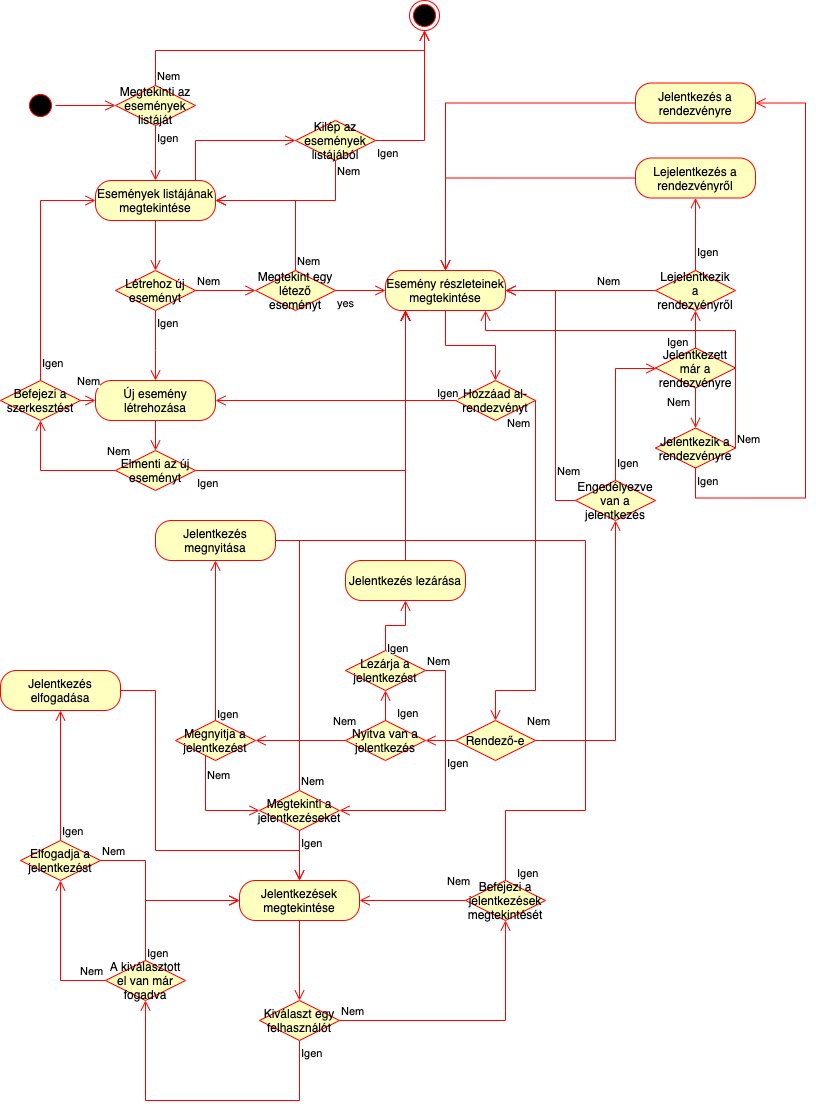 Nem
Megtekinti az
események
listáját
Igen
Kilép az
események
listájából
Igen
Nem
Jelentkezés a
rendezvényre
Lejelentkezés a
rendezvényről
Események listájának
megtekintése
Létrehoz új
eseményt
Nem
Igen
Nem
Megtekint egy
létező
eseményt
yes
Esemény részleteinek
megtekintése
Nem
Igen
Lejelentkezik
a
rendezvényről
Igen
Jelentkezett
már a
rendezvényre
Nem
Igen
Befejezi a
szerkesztést
Nem
Új esemény
létrehozása
Igen
Hozzáad al-
rendezvényt
Nem
Jelentkezik a
rendezvényre
Nem
Igen
Nem
Elmenti az új
eseményt
Igen
Nem
Igen
Engedélyezve
van a
jelentkezés
Jelentkezés
megnyitása
Jelentkezés lezárása
Igen
Lezárja a
jelentkezést
Nem
Jelentkezés
elfogadása
Igen
Megnyitja a
jelentkezést
Nem
Nem
Igen
Nyitva van a
jelentkezés
Igen
Rendező-e
Nem
Nem
Megtekinti a
jelentkezéseket
Igen
Igen
Elfogadja a
jelentkezést
Nem
Jelentkezések
megtekintése
Nem
Igen
Befejezi a
jelentkezések
megtekintését
Nem
Igen
A kiválasztott
el van már
fogadva
Kiválaszt egy
felhasználót
Nem
Igen